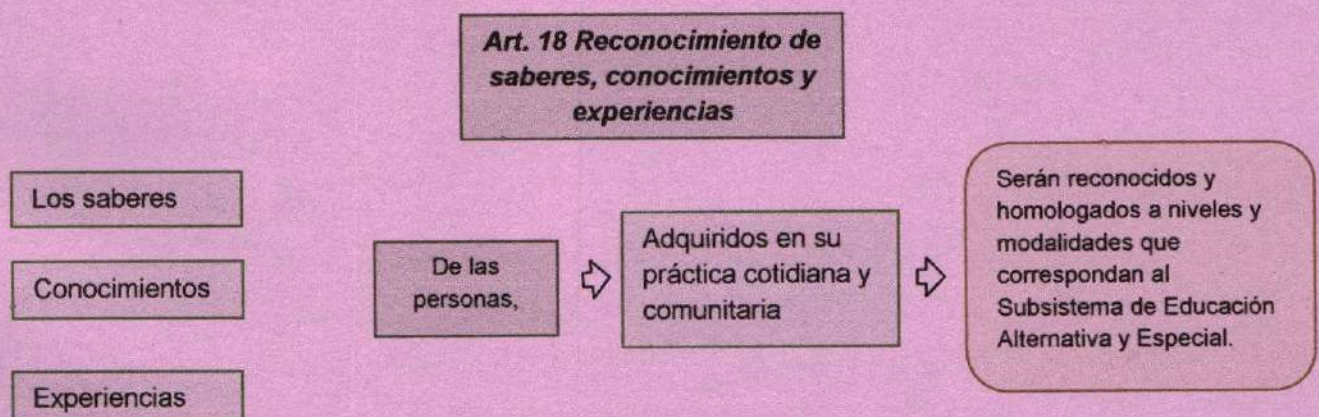 Art. 18 Reconocimiento de
saberes, conocimientos y
experiencias
Los saberes
Conocimientos
Experiencias
De las
personas,
Adquiridos en su
práctica cotidiana y
comunitaria
Serán reconocidos y
homologados a niveles y
modalidades que
correspondan al
Subsistema de Educación
Alternativa y Especial.